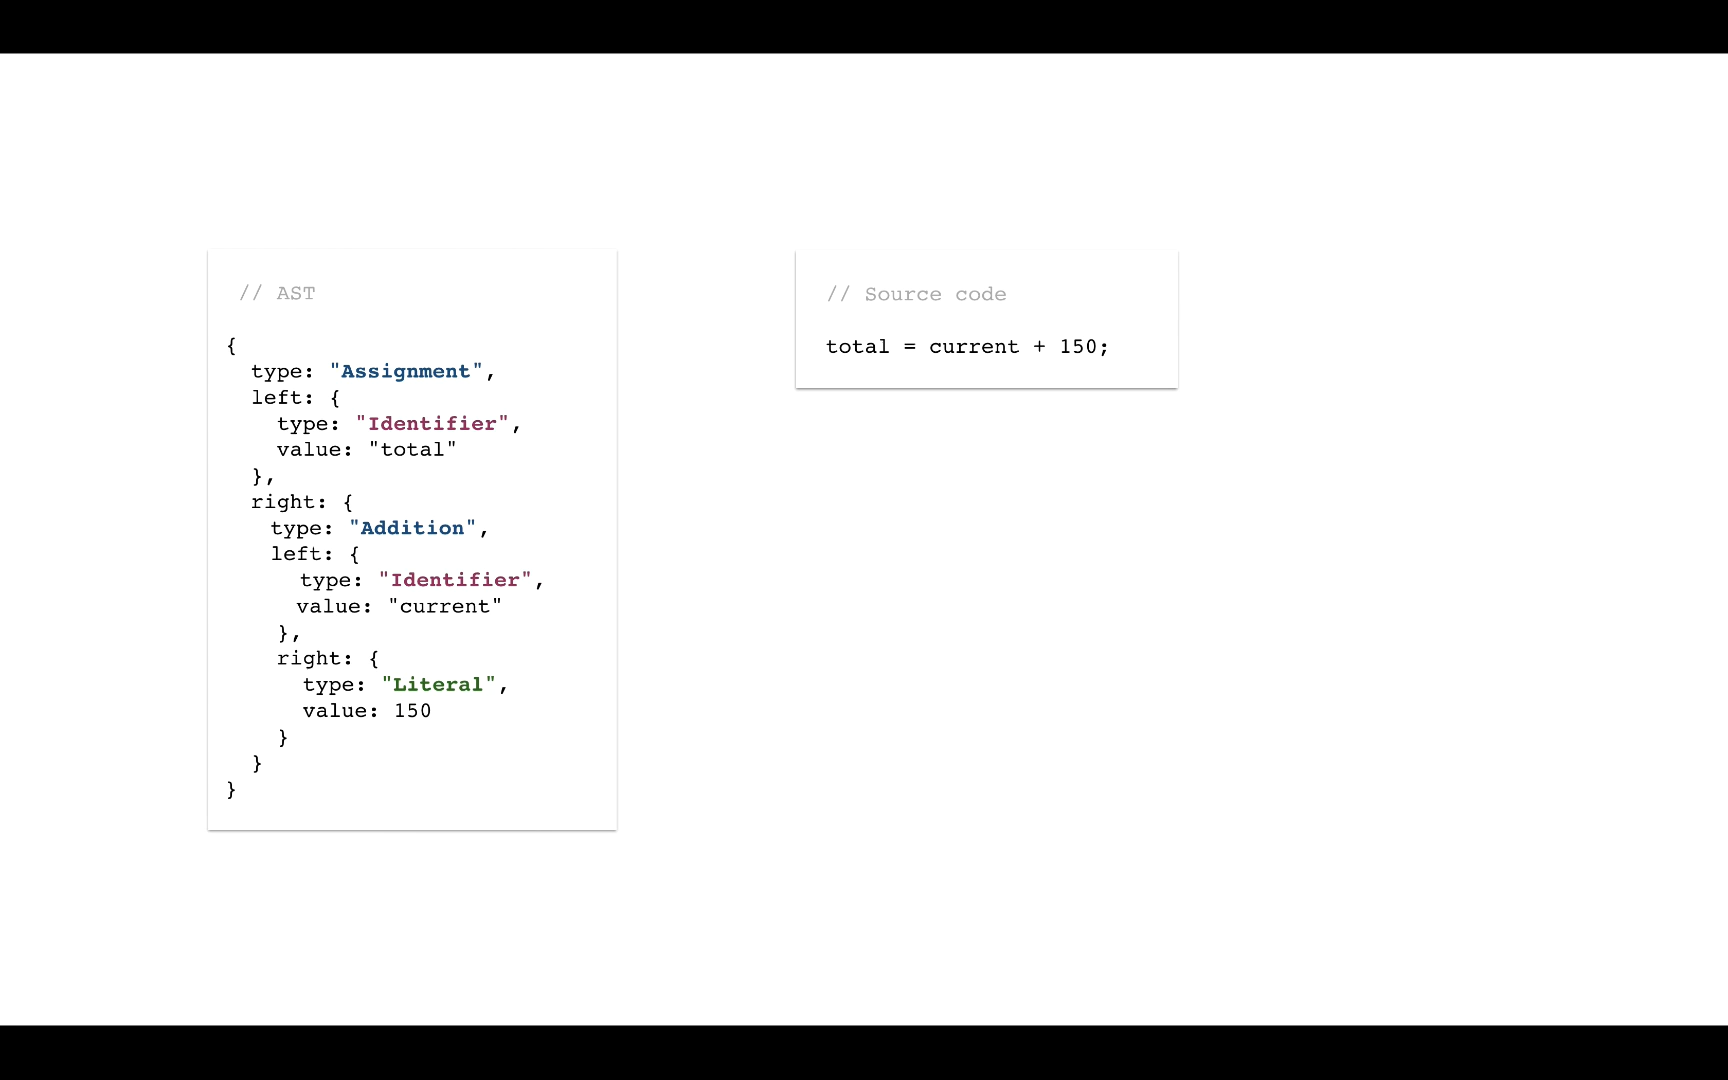 // AST
{
type: "Assignment",
left: {
type: "Identifier",
value: "total"
},
right: {
type: "Addition",
left: {
type: "Identifier",
value: "current"
},
right: {
type: "Literal",
value: 150
}
}
}
// Source code
total = current + 150;